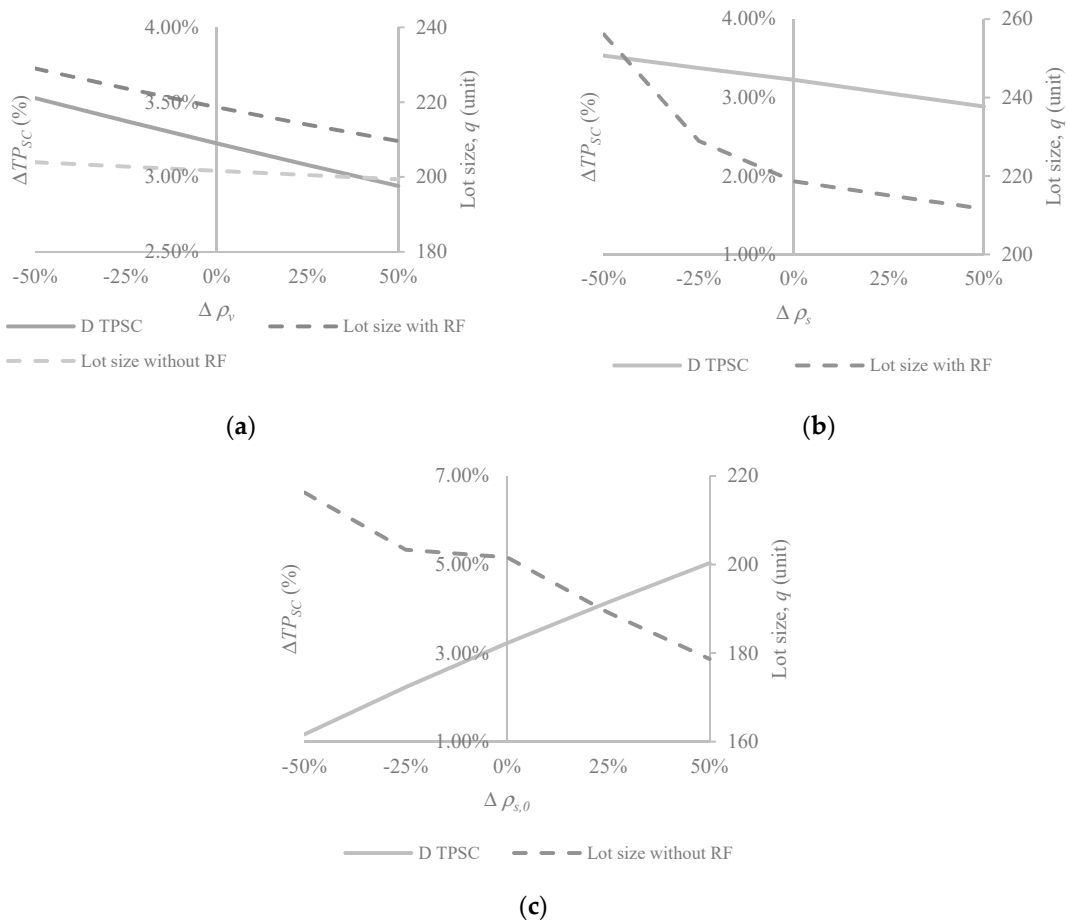 4.00%
3.50%
3.00%
2.50%
ΔTP_SC (%)
240
220
200
180
Lot size, q (unit)
-50% -25% 0% 25% 50%
Δ ρ_v
D TPSC
Lot size with RF
Lot size without RF
(a)
4.00%
3.00%
2.00%
1.00%
ΔTP_SC (%)
260
240
220
200
Lot size, q (unit)
-50% -25% 0% 25% 50%
Δ ρ_s
D TPSC
Lot size with RF
(b)
7.00%
5.00%
3.00%
1.00%
ΔTP_SC (%)
220
200
180
160
Lot size, q (unit)
-50% -25% 0% 25% 50%
Δ ρ_s,0
D TPSC
Lot size without RF
(c)